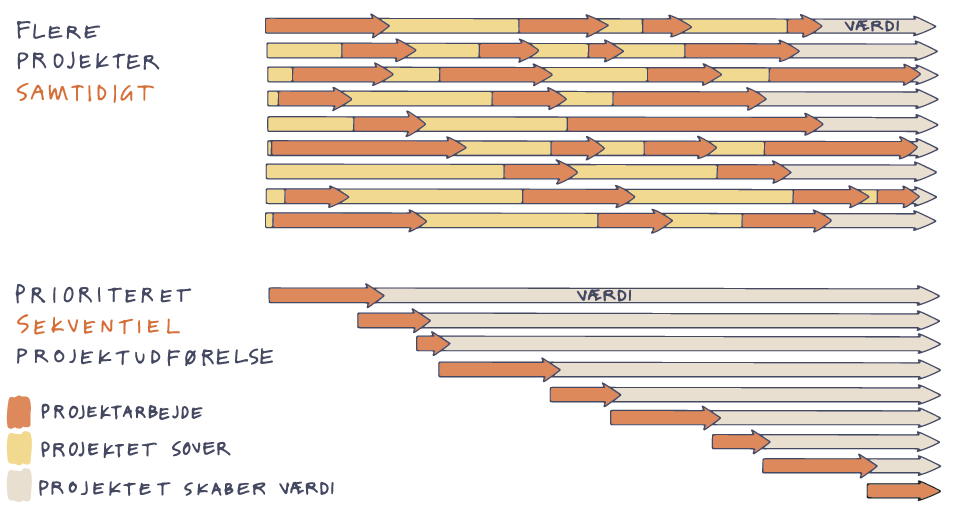 FLERE
PROJEKTER
SAMTIDIGT
VÆRDI
PRIORITERET
SEKVENTIEL
PROJEKTUDFØRELSE
VÆRDI
PROJEKTARBEJDE
PROJEKTET SOVER
PROJEKTET SKABER VÆRDI